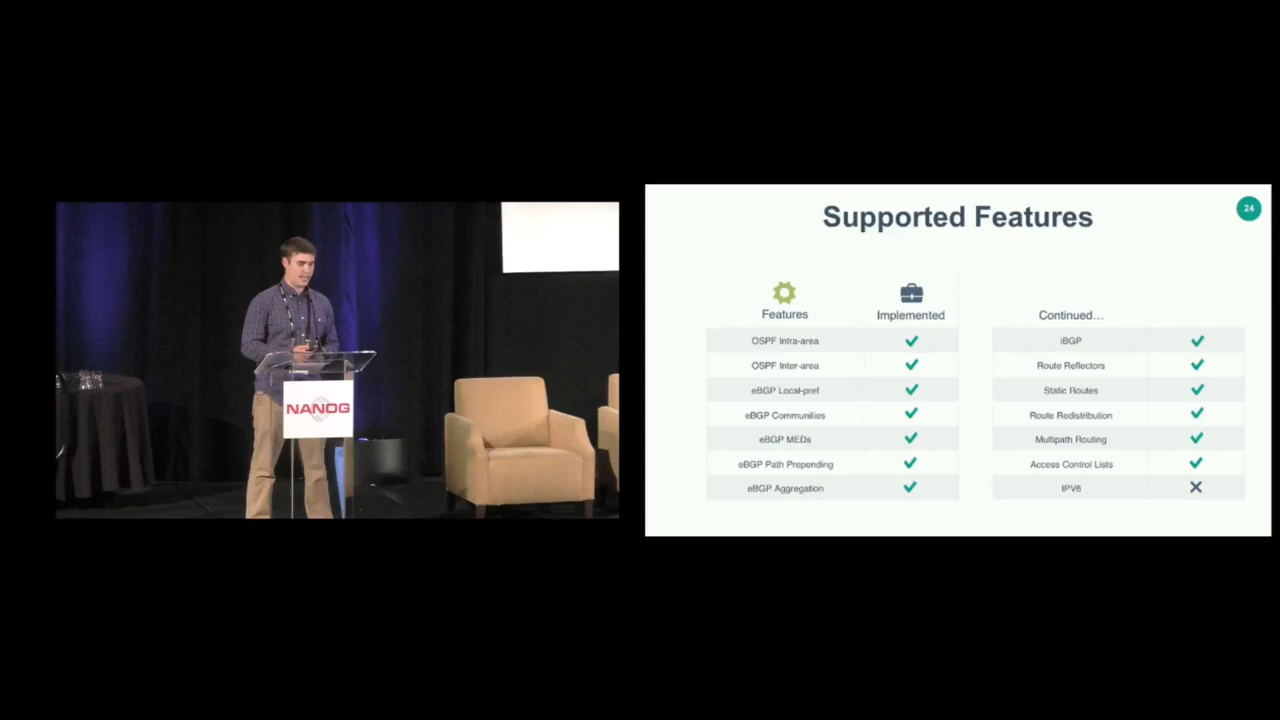 NANOG
Supported Features
24
Features
Implemented
OSPF Intra-area
OSPF Inter-area
eBGP Local-pref
eBGP Communities
eBGP MEDs
eBGP Path Prepending
eBGP Aggregation
Continued...
iBGP
Route Reflectors
Static Routes
Route Redistribution
Multipath Routing
Access Control Lists
IPV6